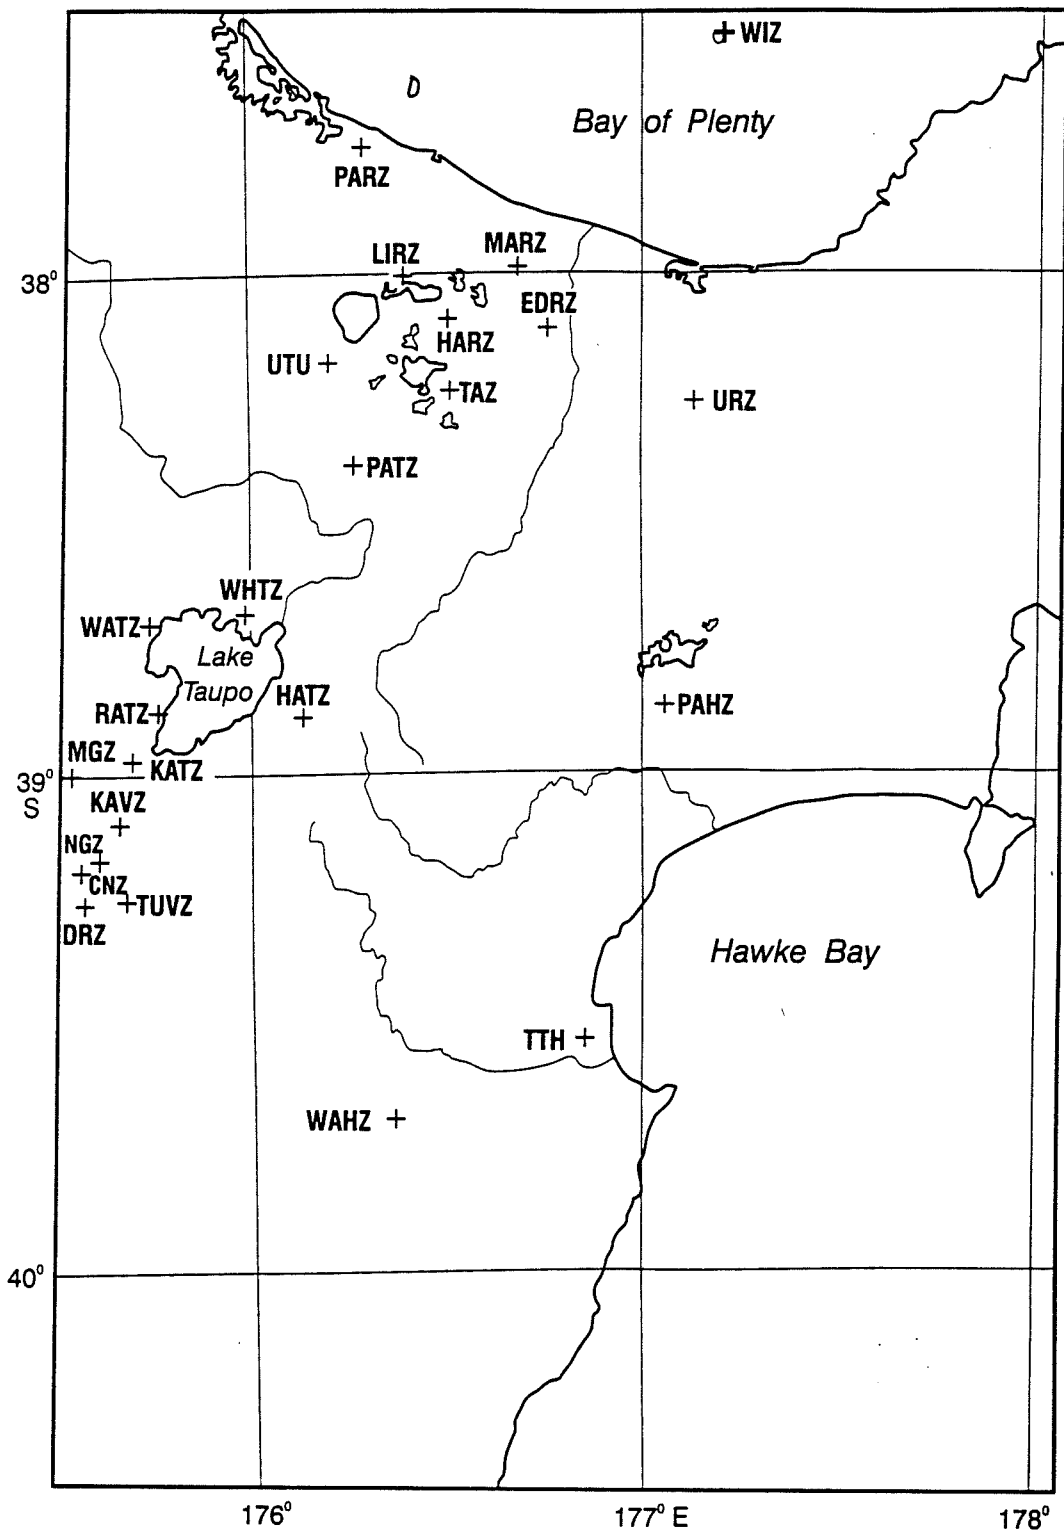 WIZ
Bay of Plenty
PARZ
MARZ
LIRZ
38°
EDRZ
HARZ
UTU
TAZ
URZ
PATZ
WHTZ
WATZ
Lake
Taupo
HATZ
PAHZ
RATZ
MGZ
KATZ
39°
S
KAVZ
NGZ
CNZ
TUVZ
DRZ
Hawke Bay
TTH
WAHZ
40°
176°
177° E
178°